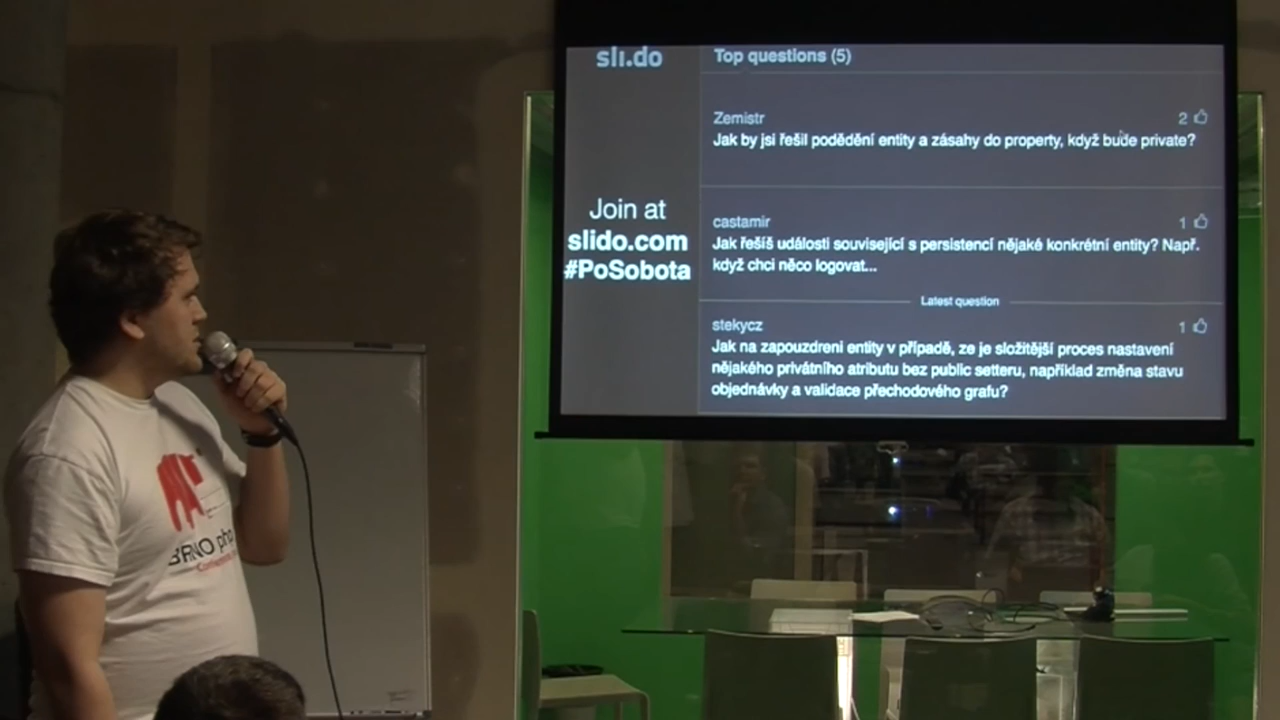 sli.do
Top questions (5)
Zemistr
2
Jak by jsi řešil podědění entity a zásahy do property, když bude private?
Join at
slido.com
#PoSobota
castamir
1
Jak řešíš události související s persistencí nějaké konkrétní entity? Např.
když chci něco logovat...
Latest question
stekycz
1
Jak na zapouzdreni entity v případě, ze je složitější proces nastavení
nějakého privátního atributu bez public setteru, například změna stavu
objednávky a validace přechodového grafu?
BRNO php